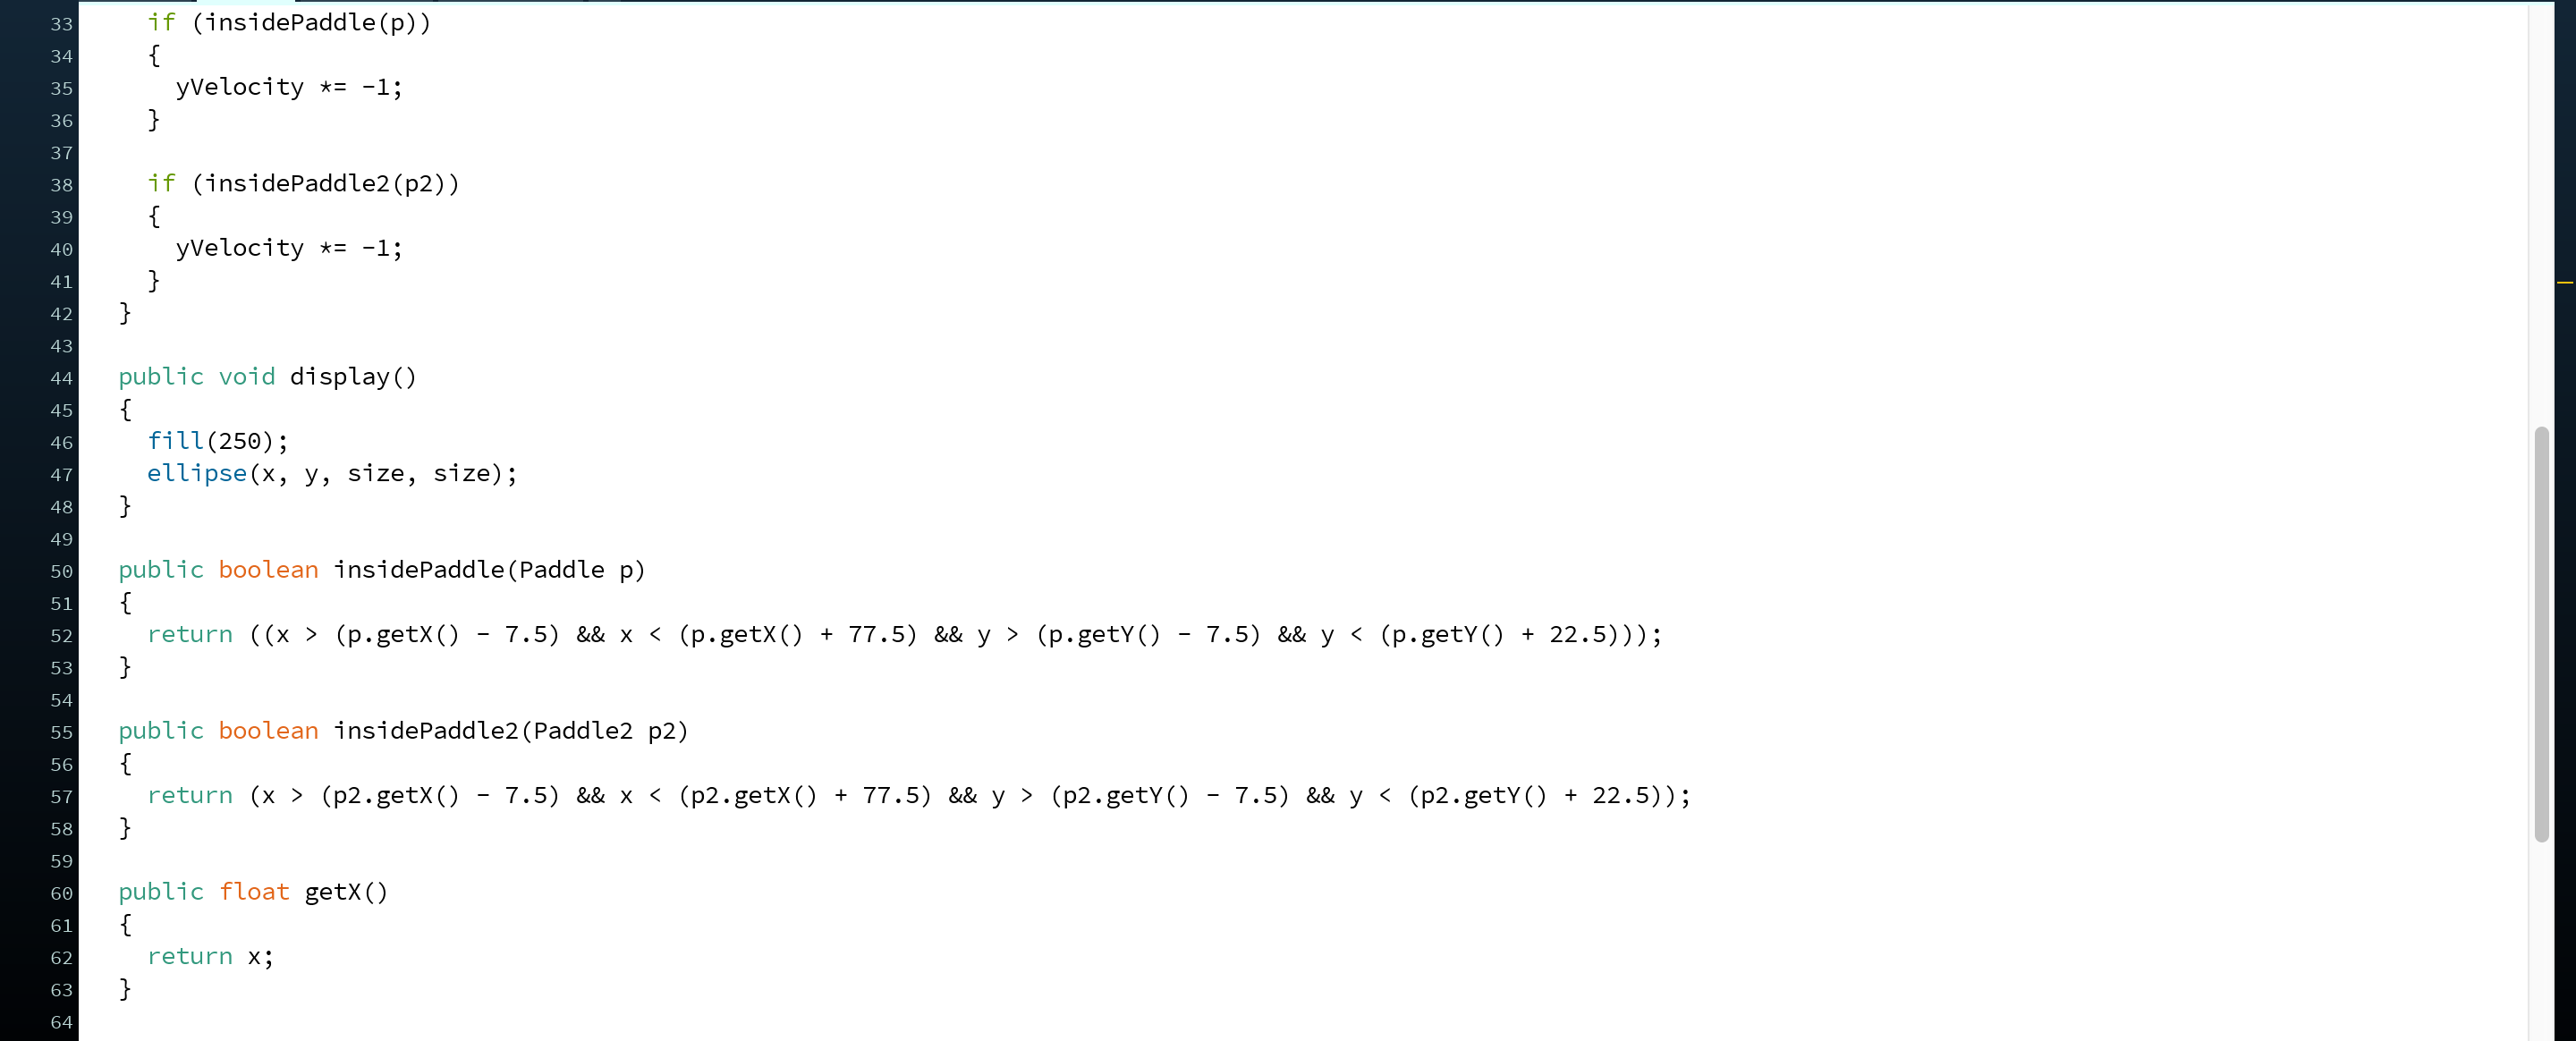 33 if (insidePaddle(p))
34 {
35 yVelocity *= -1;
36 }
37
38 if (insidePaddle2(p2))
39 {
40 yVelocity *= -1;
41 }
42 }
43
44 public void display()
45 {
46 fill(250);
47 ellipse(x, y, size, size);
48 }
49
50 public boolean insidePaddle(Paddle p)
51 {
52 return ((x > (p.getX() - 7.5) && x < (p.getX() + 77.5) && y > (p.getY() - 7.5) && y < (p.getY() + 22.5)));
53 }
54
55 public boolean insidePaddle2(Paddle2 p2)
56 {
57 return (x > (p2.getX() - 7.5) && x < (p2.getX() + 77.5) && y > (p2.getY() - 7.5) && y < (p2.getY() + 22.5));
58 }
59
60 public float getX()
61 {
62 return x;
63 }
64